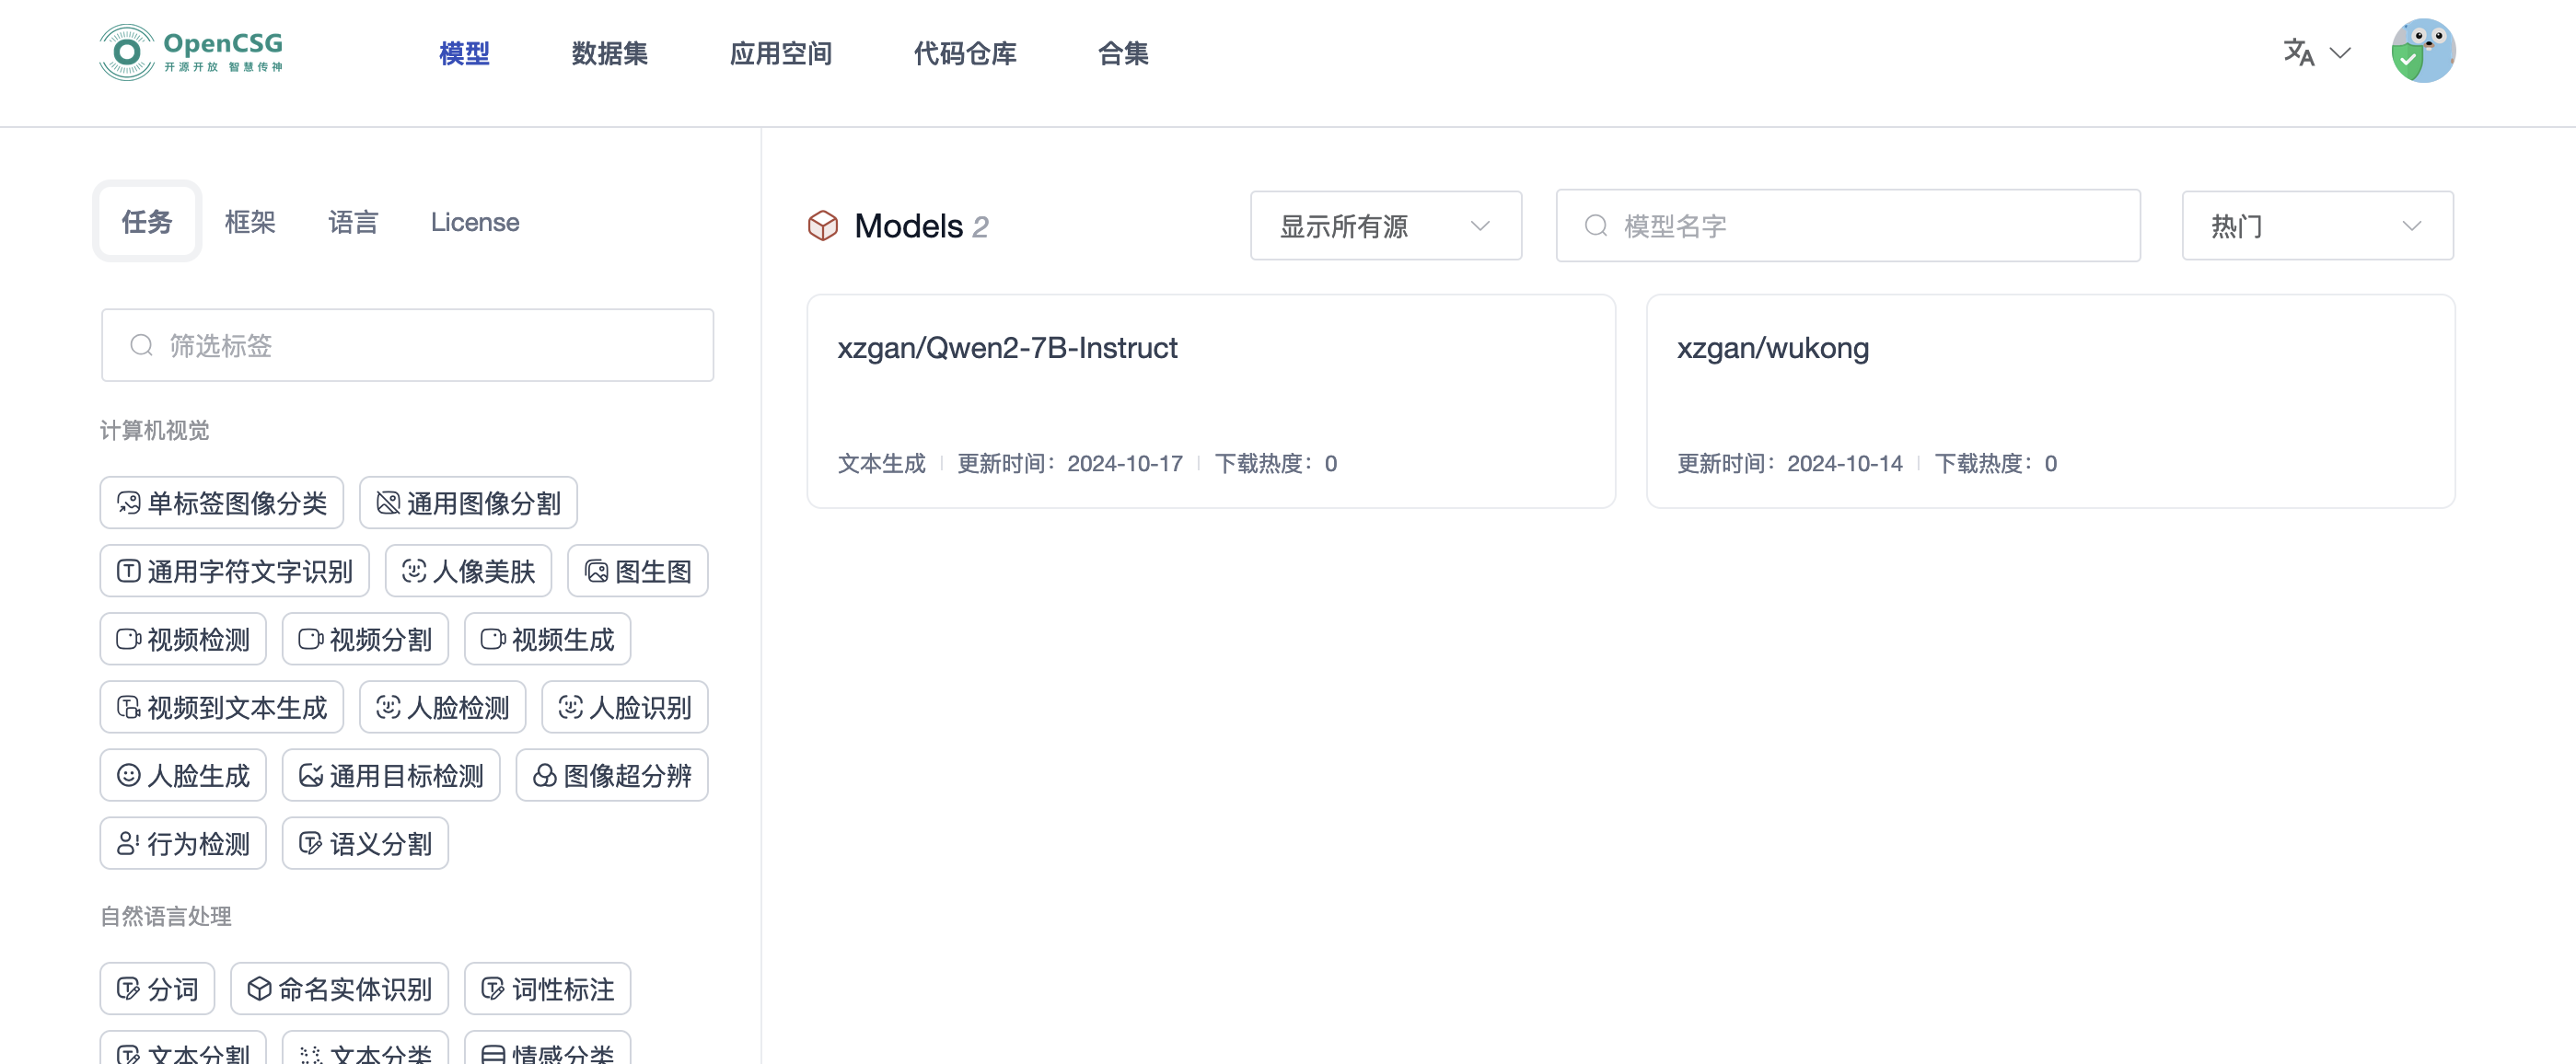 OpenCSG
开源开放 智慧传神
模型 数据集 应用空间 代码仓库 合集
任务 框架 语言 License
筛选标签
计算机视觉
单标签图像分类 通用图像分割
通用字符文字识别 人像美肤 图生图
视频检测 视频分割 视频生成
视频到文本生成 人脸检测 人脸识别
人脸生成 通用目标检测 图像超分辨
行为检测 语义分割
自然语言处理
分词 命名实体识别 词性标注
文本分割 文本分类 情感分类
Models 2 显示所有源 模型名字 热门
xzgan/Qwen2-7B-Instruct
文本生成 更新时间：2024-10-17 下载热度：0
xzgan/wukong
更新时间：2024-10-14 下载热度：0